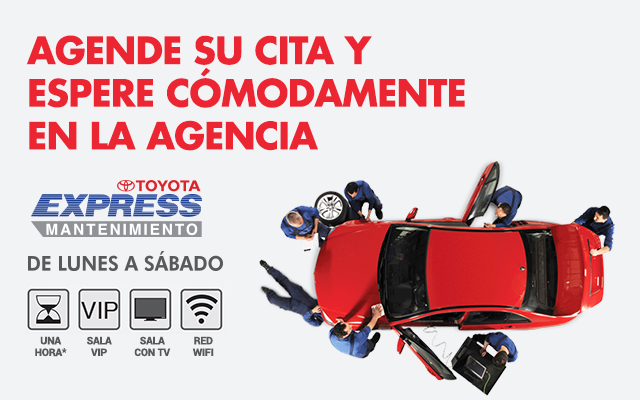 AGENDE SU CITA Y
ESPERE CÓMODAMENTE
EN LA AGENCIA
TOYOTA
EXPRESS
MANTENIMIENTO
DE LUNES A SÁBADO
VIP
UNA HORA*
SALA VIP
SALA CON TV
RED WIFI